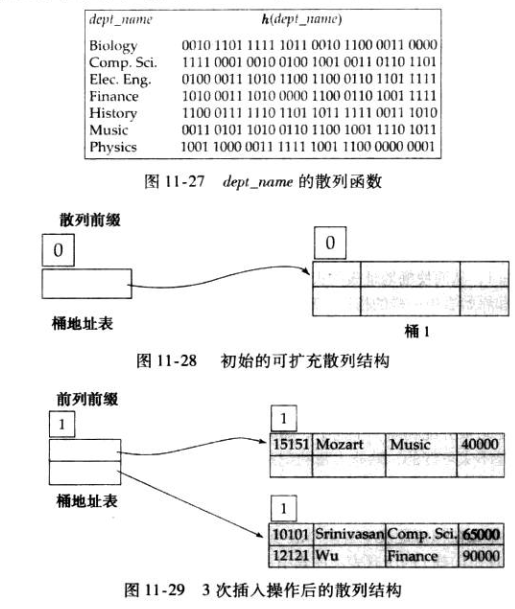 dept_name h(dept_name)
Biology 0010 1101 1111 1011 0010 1100 0011 0000
Comp. Sci. 1111 0001 0010 0100 1001 0011 0110 1101
Elec. Eng. 0100 0011 1010 1100 1100 0110 1101 1111
Finance 1010 0011 1010 0000 1100 0110 1001 1111
History 1100 0111 1110 1101 1011 1111 0011 1010
Music 0011 0101 1010 0110 1100 1001 1110 1011
Physics 1001 1000 0011 1111 1001 1100 0000 0001
图 11-27 dept_name 的散列函数
散列前缀
0
0
桶地址表
桶 1
图 11-28 初始的可扩充散列结构
前列前缀
1
1
15151 Mozart Music 40000
桶地址表
1
10101 Srinivasan Comp. Sci. 65000
12121 Wu Finance 90000
图 11-29 3 次插入操作后的散列结构